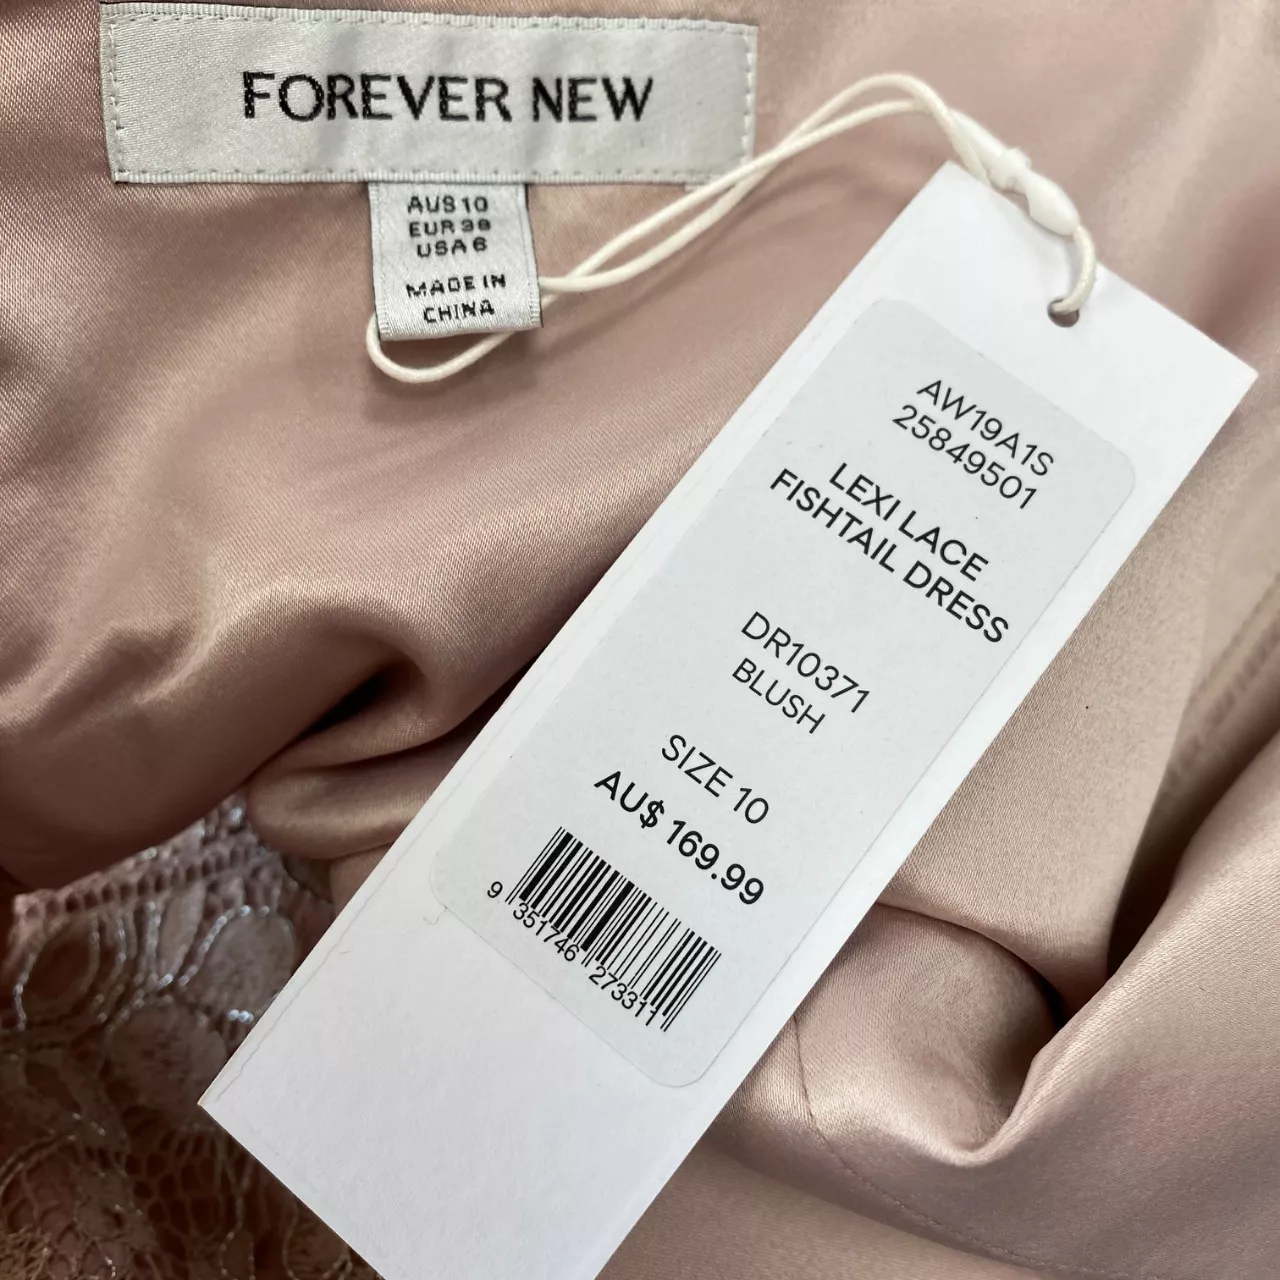 FOREVER NEW
AUS 10
EUR 38
USA 6
MADE IN
CHINA
AW19A1S
25849501
LEXI LACE
FISHTAIL DRESS
DR10371
BLUSH
SIZE 10
AU$ 169.99
9 351746 273311